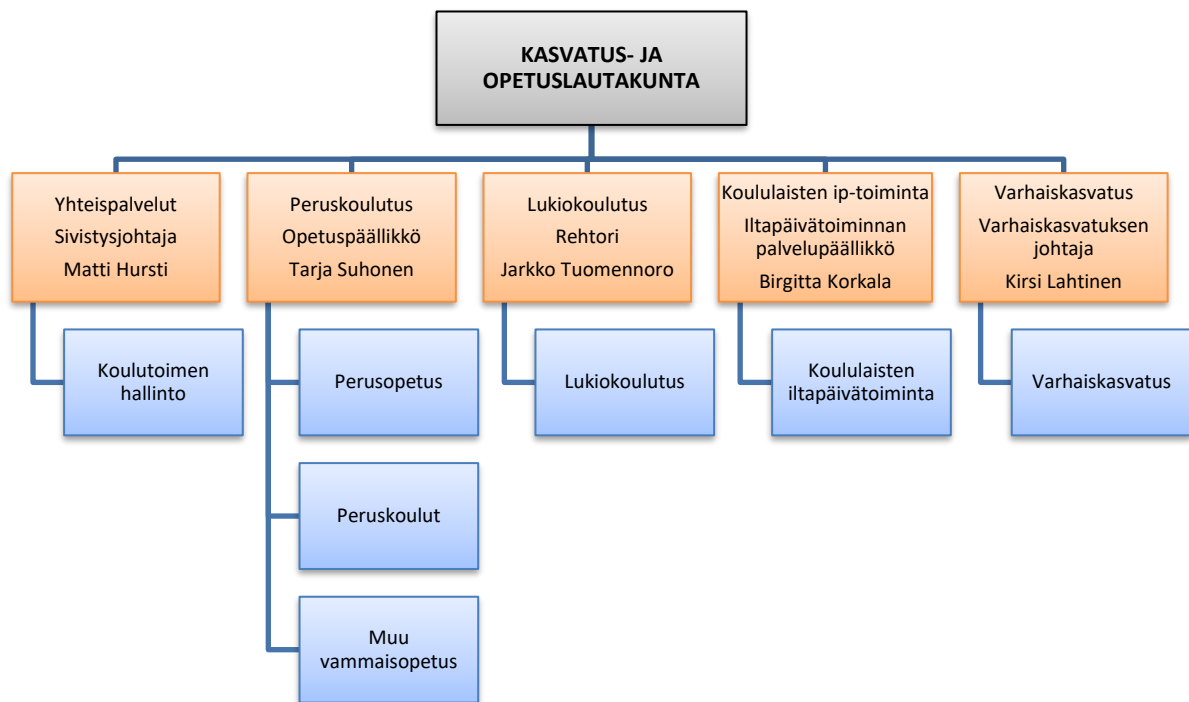 KASVATUS- JA
OPETUSLAUTAKUNTA
Yhteispalvelut
Sivistysjohtaja
Matti Hursti
Peruskoulutus
Opetuspäällikkö
Tarja Suhonen
Lukiokoulutus
Rehtori
Jarkko Tuomennoro
Koululaisten ip-toiminta
Iltapäivätoiminnan
palvelupäällikkö
Birgitta Korkala
Varhaiskasvatus
Varhaiskasvatuksen
johtaja
Kirsi Lahtinen
Koulutoimen
hallinto
Perusopetus
Lukiokoulutus
Koululaisten
iltapäivätoiminta
Varhaiskasvatus
Peruskoulut
Muu
vammaisopetus